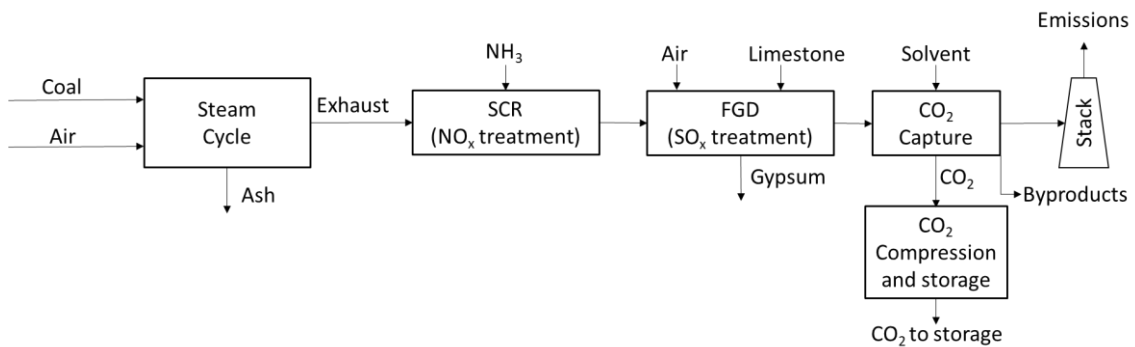 Emissions
NH₃
Air
Limestone
Solvent
Coal
Air
Steam
Cycle
Exhaust
SCR
(NOₓ treatment)
FGD
(SOₓ treatment)
CO₂
Capture
Stack
Ash
Gypsum
CO₂
Byproducts
CO₂
Compression
and storage
CO₂ to storage